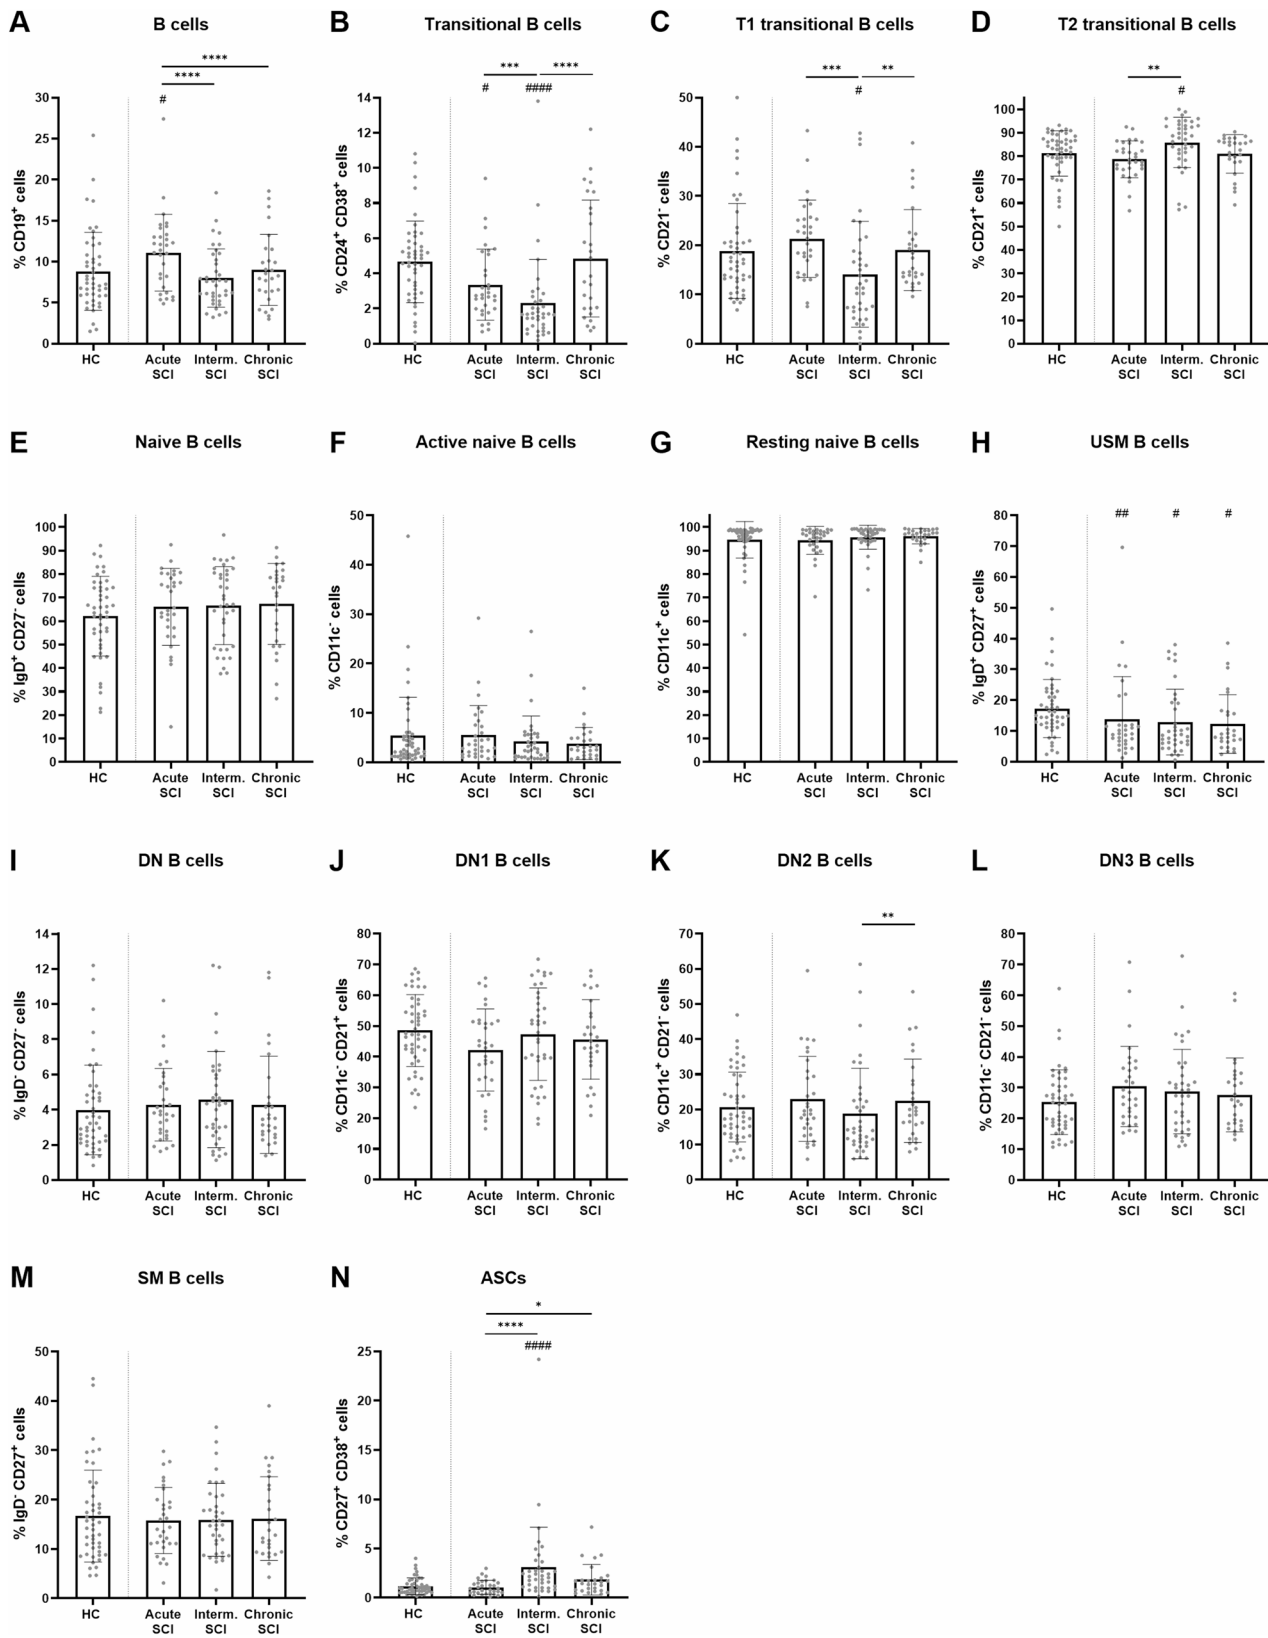 A B cells
**** 
****
#
% CD19⁺ cells
30
25
20
15
10
5
0
HC Acute SCI Interm. SCI Chronic SCI
B Transitional B cells
*** ****
# ####
% CD24⁺ CD38⁺ cells
14
12
10
8
6
4
2
0
HC Acute SCI Interm. SCI Chronic SCI
C T1 transitional B cells
*** **
#
% CD21⁻ cells
50
40
30
20
10
0
HC Acute SCI Interm. SCI Chronic SCI
D T2 transitional B cells
**
#
% CD21⁺ cells
100
90
80
70
60
50
40
30
20
10
0
HC Acute SCI Interm. SCI Chronic SCI
E Naive B cells
% IgD⁺ CD27⁻ cells
100
90
80
70
60
50
40
30
20
10
0
HC Acute SCI Interm. SCI Chronic SCI
F Active naive B cells
% CD11c⁻ cells
50
40
30
20
10
0
HC Acute SCI Interm. SCI Chronic SCI
G Resting naive B cells
% CD11c⁺ cells
100
90
80
70
60
50
40
30
20
10
0
HC Acute SCI Interm. SCI Chronic SCI
H USM B cells
## # #
% IgD⁺ CD27⁺ cells
80
70
60
50
40
30
20
10
0
HC Acute SCI Interm. SCI Chronic SCI
I DN B cells
% IgD⁻ CD27⁻ cells
14
12
10
8
6
4
2
0
HC Acute SCI Interm. SCI Chronic SCI
J DN1 B cells
% CD11c⁻ CD21⁺ cells
80
70
60
50
40
30
20
10
0
HC Acute SCI Interm. SCI Chronic SCI
K DN2 B cells
**
% CD11c⁺ CD21⁻ cells
70
60
50
40
30
20
10
0
HC Acute SCI Interm. SCI Chronic SCI
L DN3 B cells
% CD11c⁻ CD21⁻ cells
80
70
60
50
40
30
20
10
0
HC Acute SCI Interm. SCI Chronic SCI
M SM B cells
% IgD⁻ CD27⁺ cells
50
40
30
20
10
0
HC Acute SCI Interm. SCI Chronic SCI
N ASCs
*
****
####
% CD27⁺ CD38⁺ cells
25
20
15
10
5
0
HC Acute SCI Interm. SCI Chronic SCI